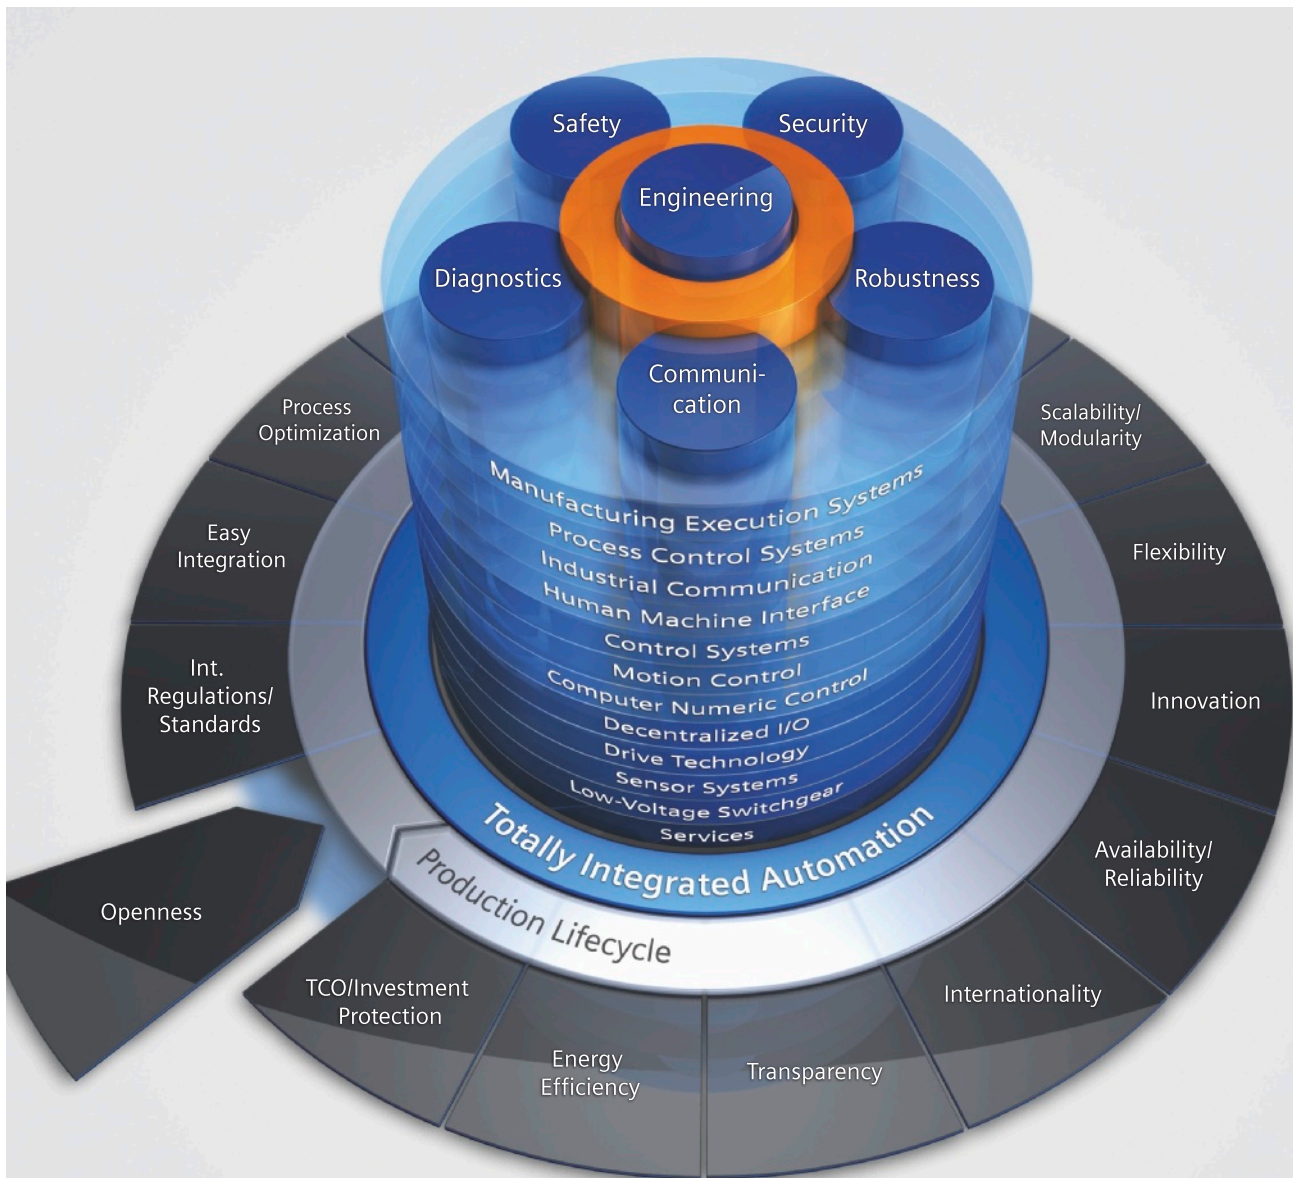 Safety
Security
Engineering
Diagnostics
Robustness
Communi-
cation
Manufacturing Execution Systems
Process Control Systems
Industrial Communication
Human Machine Interface
Control Systems
Motion Control
Computer Numeric Control
Decentralized I/O
Drive Technology
Sensor Systems
Low-Voltage Switchgear
Services
Totally Integrated Automation
Production Lifecycle
Process
Optimization
Easy
Integration
Int.
Regulations/
Standards
Openness
TCO/Investment
Protection
Energy
Efficiency
Transparency
Internationality
Availability/
Reliability
Innovation
Flexibility
Scalability/
Modularity